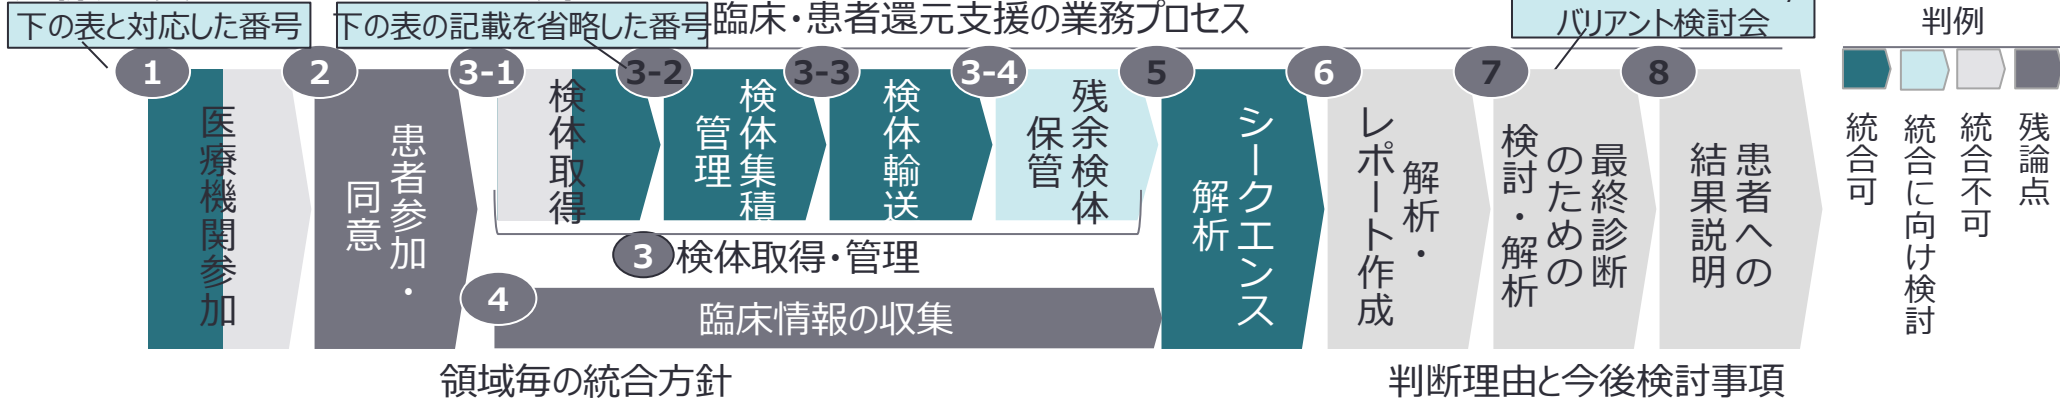 下の表と対応した番号
下の表の記載を省略した番号
臨床・患者還元支援の業務プロセス
バリアント検討会
判例
1
2
3-1
3-2
3-3
3-4
5
6
7
8
医療機関参加
患者参加・
同意
検体取得
検体集積
管理
検体輸送
残余検体
保管
シークエンス
解析
解析・
レポート作成
最終診断
のための
検討・解析
患者への
結果説明
統合可
統合に向け検討
統合不可
残論点
3
検体取得・管理
4
臨床情報の収集
領域毎の統合方針
判断理由と今後検討事項